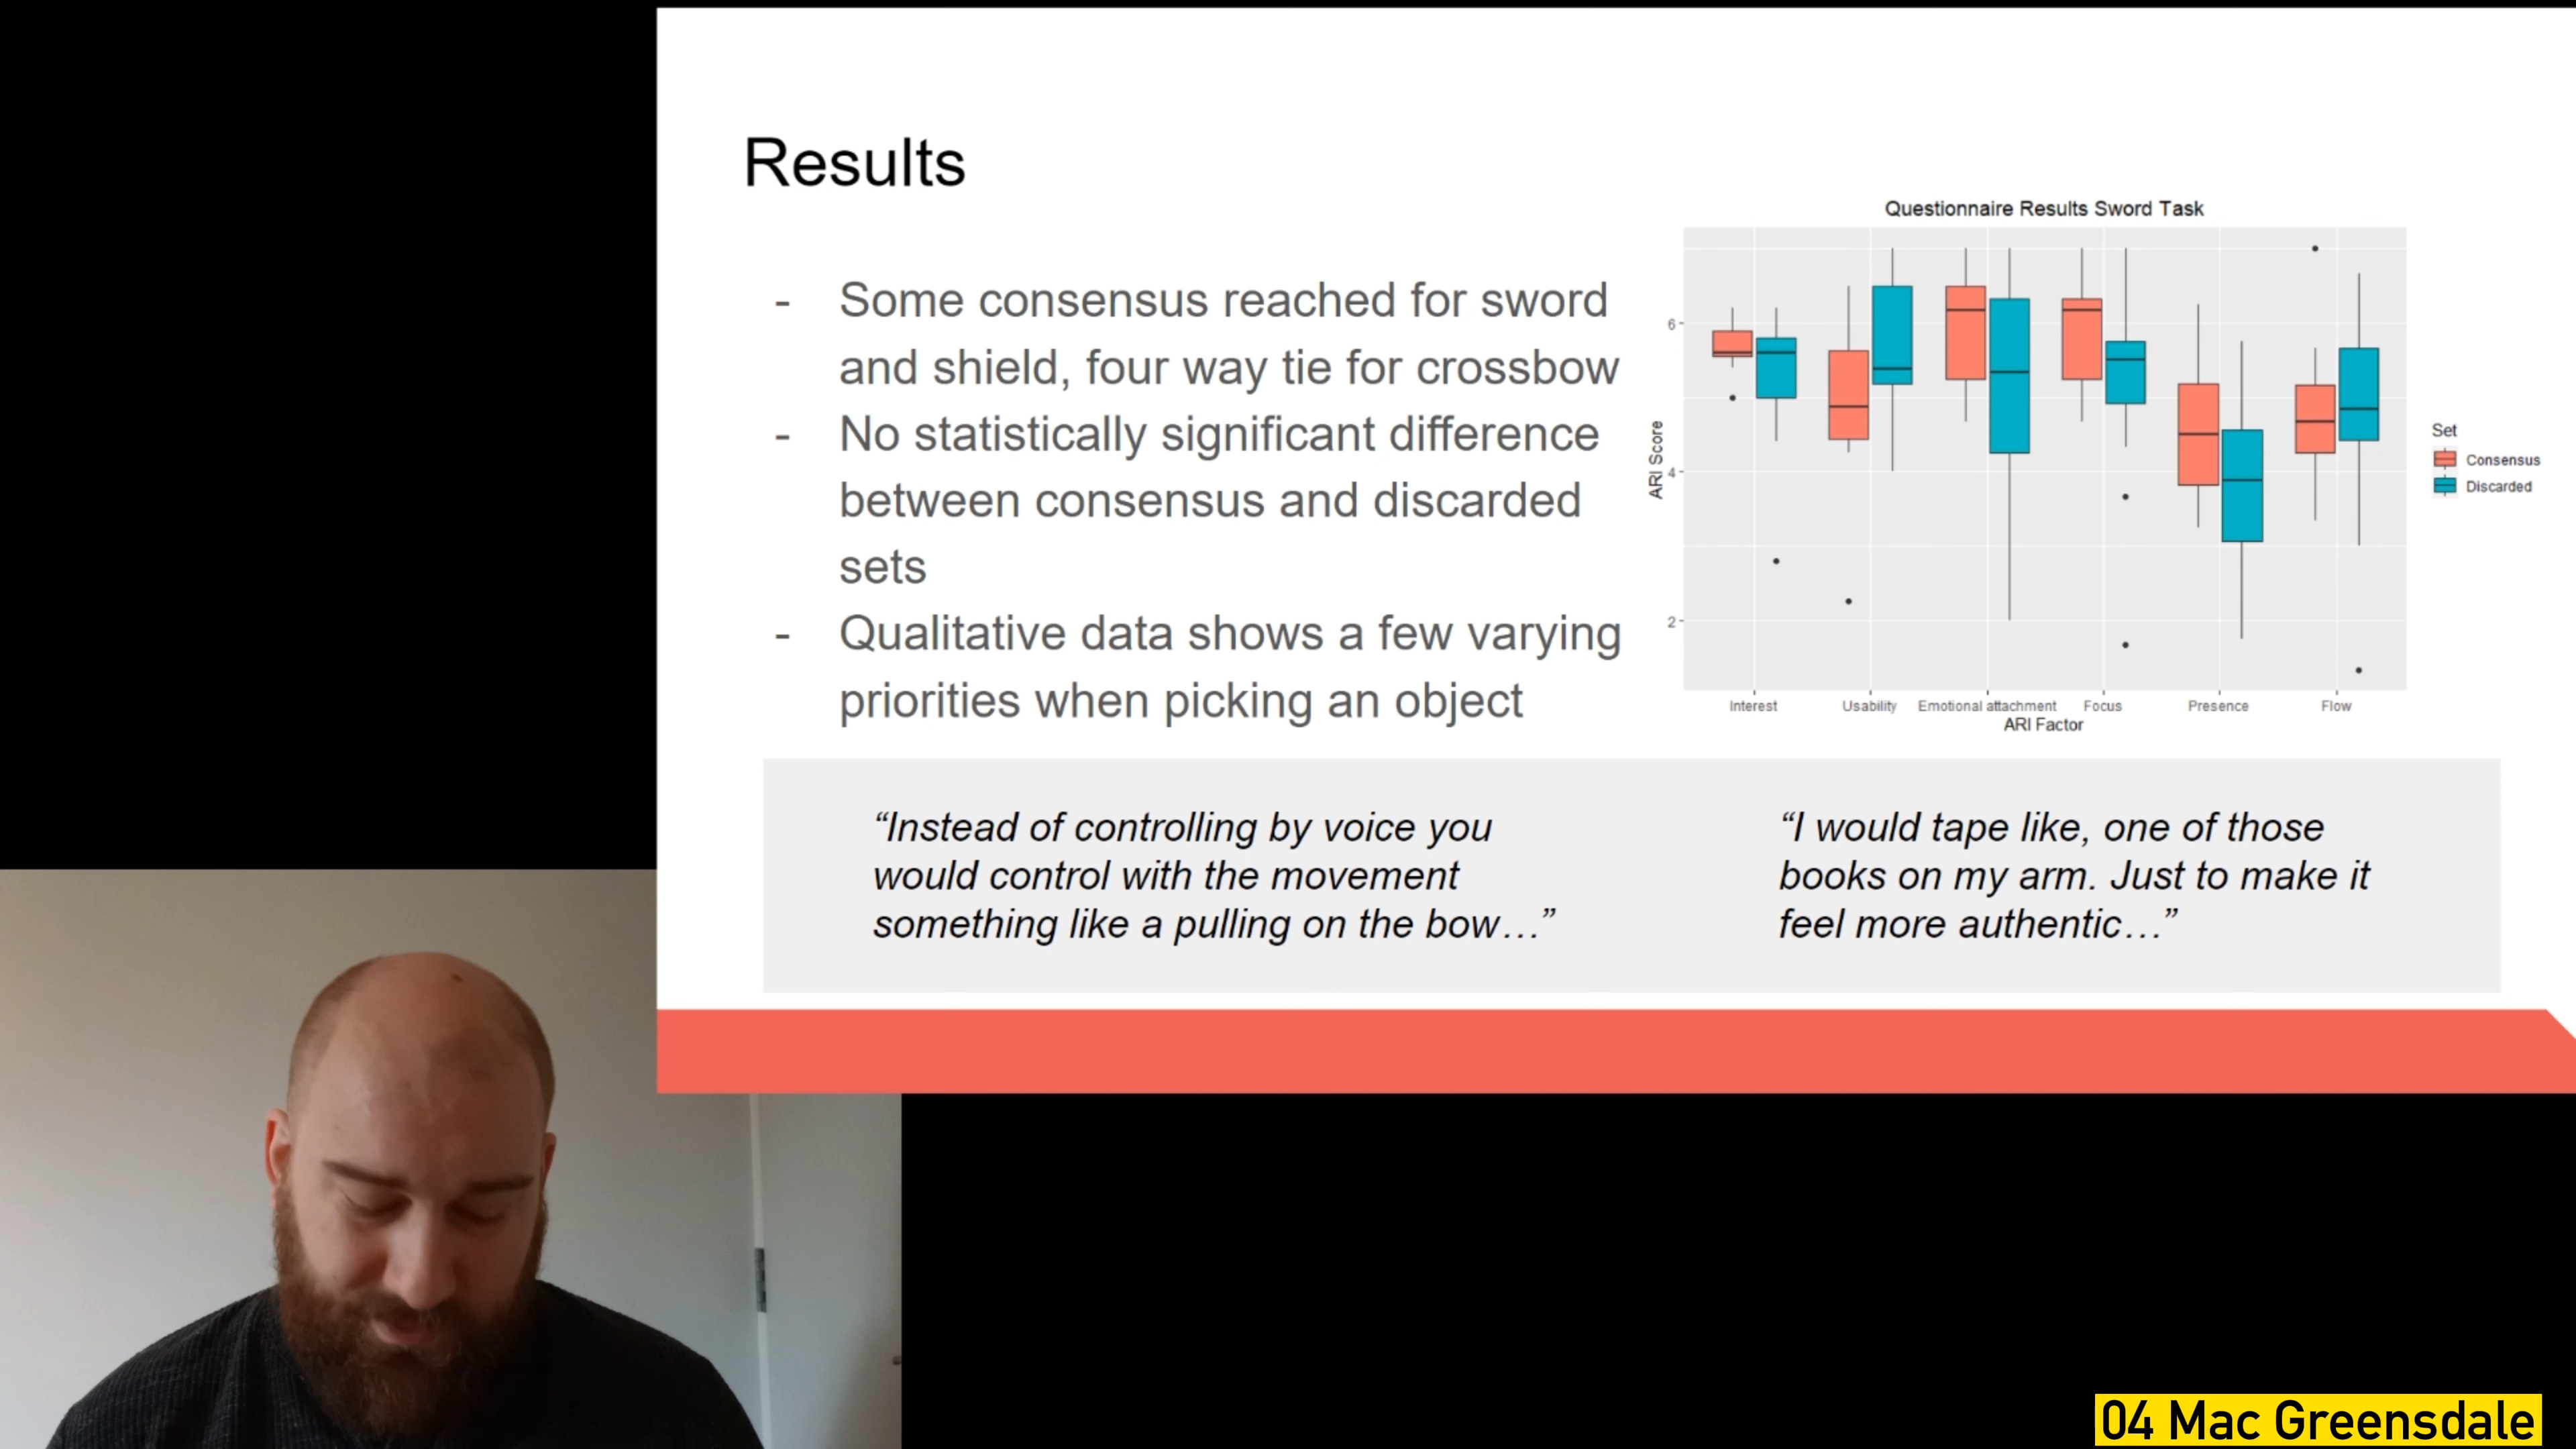 Results
- Some consensus reached for sword
and shield, four way tie for crossbow
- No statistically significant difference
between consensus and discarded
sets
- Qualitative data shows a few varying
priorities when picking an object
Questionnaire Results Sword Task
ARI Score
6
4
2
Interest Usability Emotional attachment Focus Presence Flow
ARI Factor
Set
Consensus
Discarded
“Instead of controlling by voice you
would control with the movement
something like a pulling on the bow…”
“I would tape like, one of those
books on my arm. Just to make it
feel more authentic…”
04 Mac Greensdale